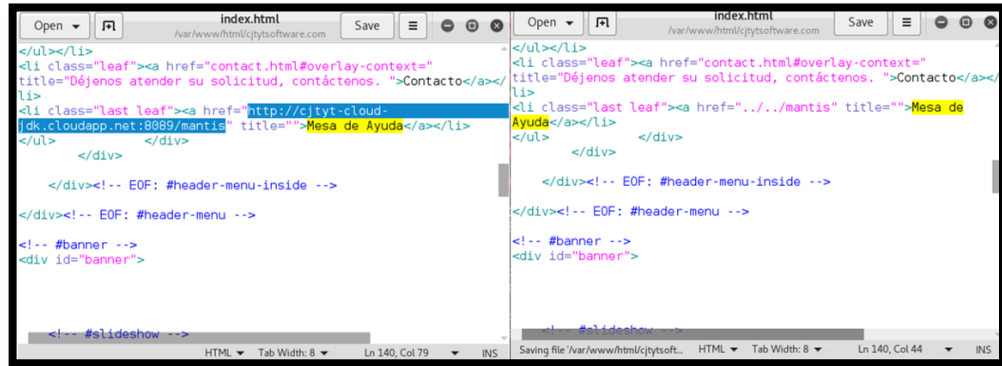 Open
index.html
/var/www/html/cjtytsoftware.com
Save
</ul></li>
<li class="leaf"><a href="contact.html#overlay-context="
title="Déjenos atender su solicitud, contáctenos. ">Contacto</a></
li>
<li class="last leaf"><a href="http://cjtyt-cloud-
jdk.cloudapp.net:8089/mantis" title="">Mesa de Ayuda</a></li>
</ul>          </div>
</div>
</div><!-- EOF: #header-menu-inside -->
</div><!-- EOF: #header-menu -->
<!-- #banner -->
<div id="banner">
<!-- #slideshow -->
HTML Tab Width: 8 Ln 140, Col 79 INS
Open
index.html
/var/www/html/cjtytsoftware.com
Save
</ul></li>
<li class="leaf"><a href="contact.html#overlay-context="
title="Déjenos atender su solicitud, contáctenos. ">Contacto</a></
li>
<li class="last leaf"><a href="../../mantis" title="">Mesa de
Ayuda</a></li>
</ul>          </div>
</div>
</div><!-- EOF: #header-menu-inside -->
</div><!-- EOF: #header-menu -->
<!-- #banner -->
<div id="banner">
<!-- #slideshow -->
Saving file '/var/www/html/cjtytsoft... HTML Tab Width: 8 Ln 140, Col 44 INS